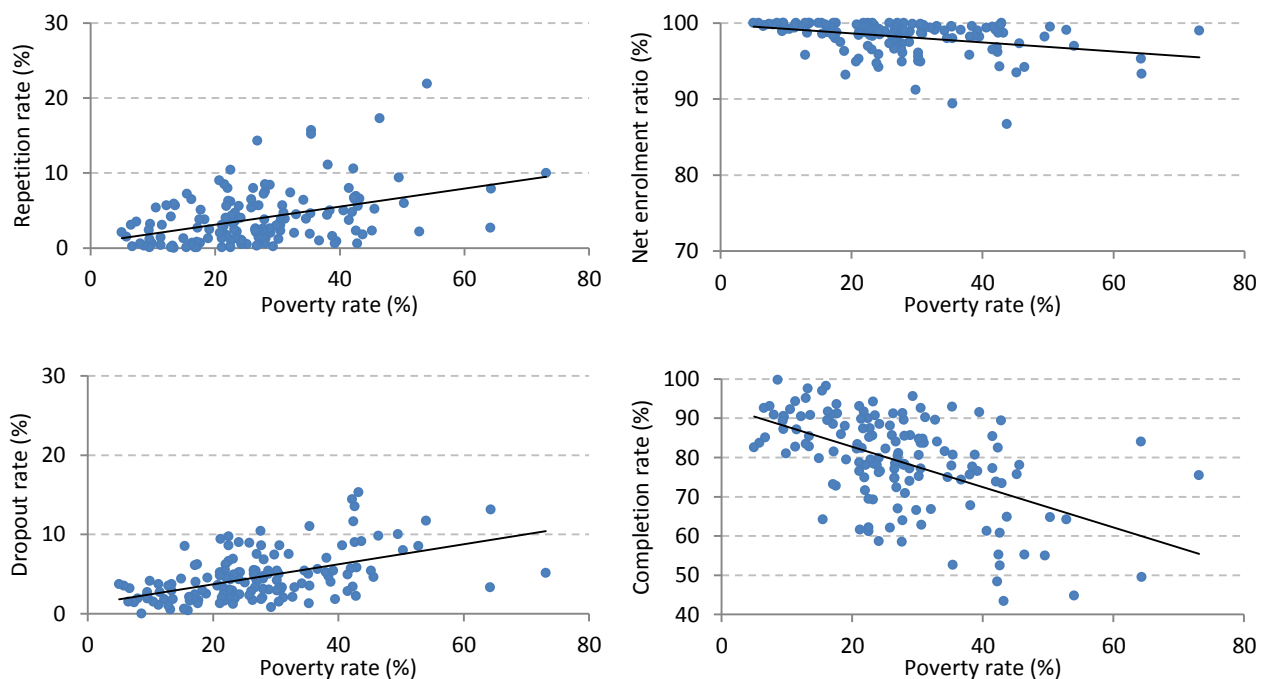 Repetition rate (%)
30
20
10
0
0 20 40 60 80
Poverty rate (%)
Net enrolment ratio (%)
100
90
80
70
0 20 40 60 80
Poverty rate (%)
Dropout rate (%)
30
20
10
0
0 20 40 60 80
Poverty rate (%)
Completion rate (%)
100
90
80
70
60
50
40
0 20 40 60 80
Poverty rate (%)